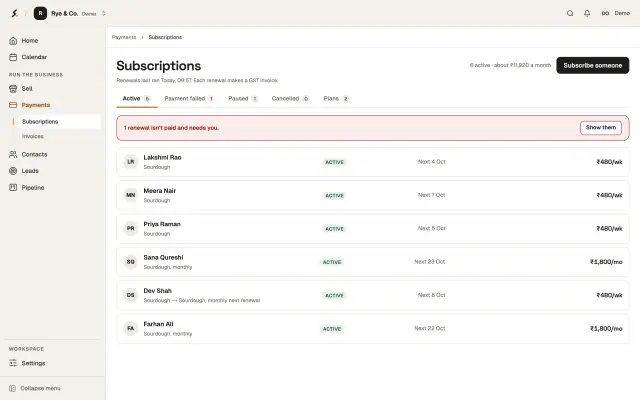 R Rye & Co. Owner
Home
Calendar
RUN THE BUSINESS
Sell
Payments
Subscriptions
Invoices
Contacts
Leads
Pipeline
WORKSPACE
Settings
Collapse menu
DO Demo
Payments › Subscriptions
Subscriptions
Renewals last ran Today, 09:57 Each renewal makes a GST invoice.
6 active · about ₹11,920 a month
Subscribe someone
Active 6 Payment failed 1 Paused 1 Cancelled 0 Plans 2
1 renewal isn't paid and needs you.
Show them
LR Lakshmi Rao ACTIVE Next 4 Oct ₹480/wk
Sourdough
MN Meera Nair ACTIVE Next 7 Oct ₹480/wk
Sourdough
PR Priya Raman ACTIVE Next 5 Oct ₹480/wk
Sourdough
SQ Sana Qureshi ACTIVE Next 23 Oct ₹1,800/mo
Sourdough, monthly
DS Dev Shah ACTIVE Next 6 Oct ₹480/wk
Sourdough → Sourdough, monthly next renewal
FA Farhan Ali ACTIVE Next 22 Oct ₹1,800/mo
Sourdough, monthly